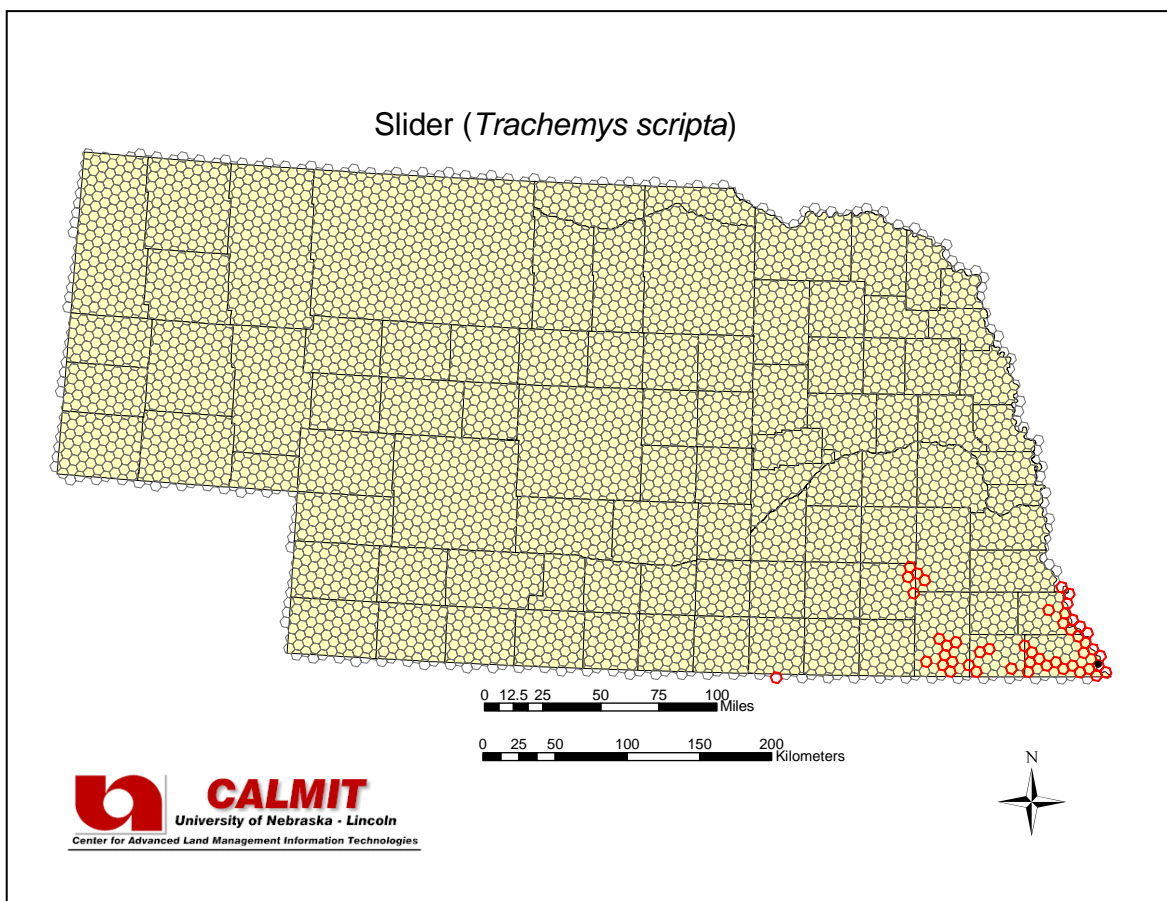 Slider (Trachemys scripta)
0 12.5 25 50 75 100
Miles
0 25 50 100 150 200
Kilometers
N
CALMIT
University of Nebraska - Lincoln
Center for Advanced Land Management Information Technologies